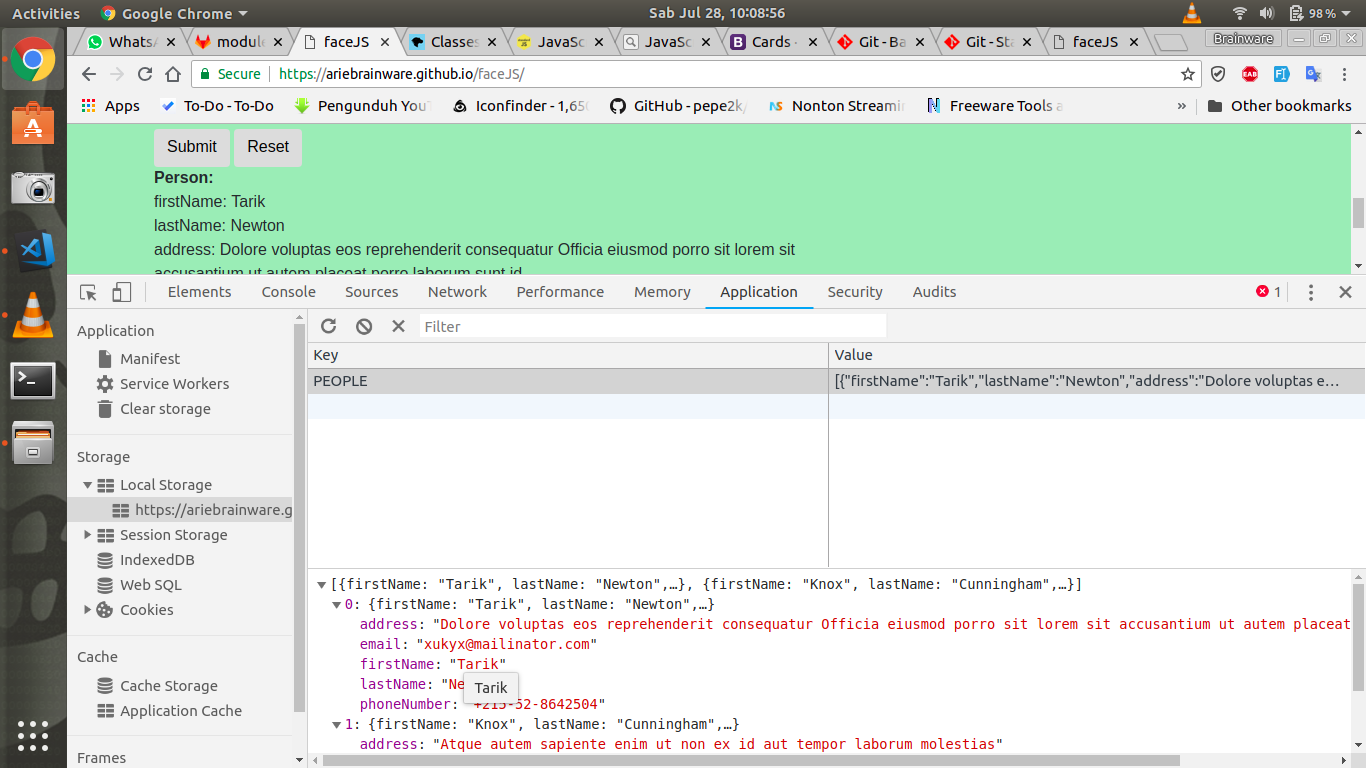 Activities Google Chrome Sab Jul 28, 10:08:56 98 %
WhatsA module faceJS Classes JavaSc JavaSc Cards - Git - Ba Git - Sta faceJS Brainware
Secure https://ariebrainware.github.io/faceJS/
Apps To-Do - To-Do Pengunduh YouT Iconfinder - 1,650 GitHub - pepe2k/ Nonton Streami Freeware Tools a » Other bookmarks
Submit Reset
Person:
firstName: Tarik
lastName: Newton
address: Dolore voluptas eos reprehenderit consequatur Officia eiusmod porro sit lorem sit
accusantium ut autem placeat porro laborum sunt id
Elements Console Sources Network Performance Memory Application Security Audits 1
Application
Manifest
Service Workers
Clear storage
Storage
Local Storage
https://ariebrainware.g
Session Storage
IndexedDB
Web SQL
Cookies
Cache
Cache Storage
Application Cache
Frames
Filter
Key Value
PEOPLE [{"firstName":"Tarik","lastName":"Newton","address":"Dolore voluptas e…
[{firstName: "Tarik", lastName: "Newton",…}, {firstName: "Knox", lastName: "Cunningham",…}]
0: {firstName: "Tarik", lastName: "Newton",…}
address: "Dolore voluptas eos reprehenderit consequatur Officia eiusmod porro sit lorem sit accusantium ut autem placeat
email: "xukyx@mailinator.com"
firstName: "Tarik"
lastName: "Ne
Tarik
phoneNumber: "+215-52-8642504"
1: {firstName: "Knox", lastName: "Cunningham",…}
address: "Atque autem sapiente enim ut non ex id aut tempor laborum molestias"